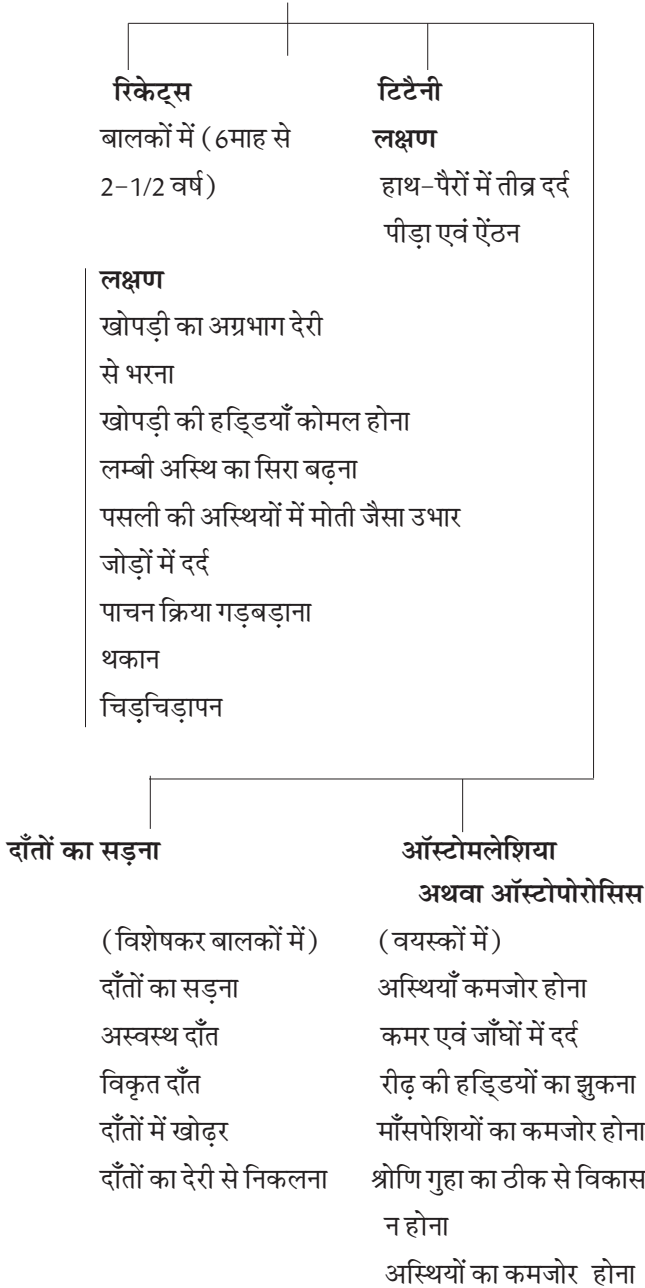 रिकेट्स
बालकों में (6माह से
2-1/2 वर्ष)
टिटैनी
लक्षण
हाथ-पैरों में तीव्र दर्द
पीड़ा एवं ऐंठन
लक्षण
खोपड़ी का अग्रभाग देरी
से भरना
खोपड़ी की हड्डियाँ कोमल होना
लम्बी अस्थि का सिरा बढ़ना
पसली की अस्थियों में मोती जैसा उभार
जोड़ों में दर्द
पाचन क्रिया गड़बड़ाना
थकान
चिड़चिड़ापन
दाँतों का सड़ना
(विशेषकर बालकों में)
दाँतों का सड़ना
अस्वस्थ दाँत
विकृत दाँत
दाँतों में खोढ़र
दाँतों का देरी से निकलना
ऑस्टोमलेशिया
अथवा ऑस्टोपोरोसिस
(वयस्कों में)
अस्थियाँ कमजोर होना
कमर एवं जाँघों में दर्द
रीढ़ की हड्डियों का झुकना
माँसपेशियों का कमजोर होना
श्रोणि गुहा का ठीक से विकास
न होना
अस्थियों का कमजोर होना